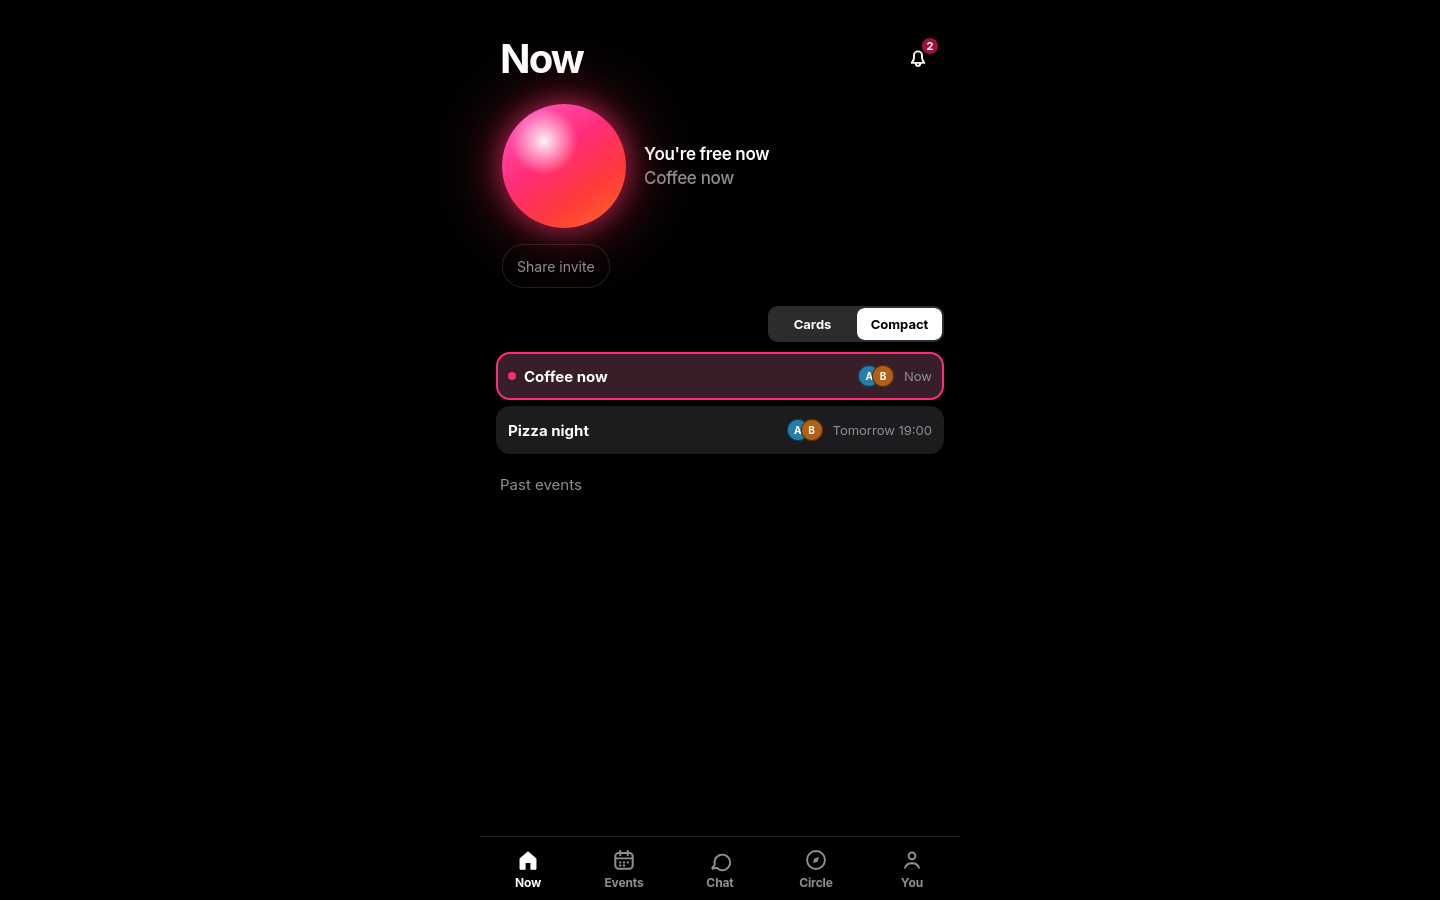 Now
2
You're free now
Coffee now
Share invite
Cards Compact
Coffee now A B Now
Pizza night A B Tomorrow 19:00
Past events
Now Events Chat Circle You